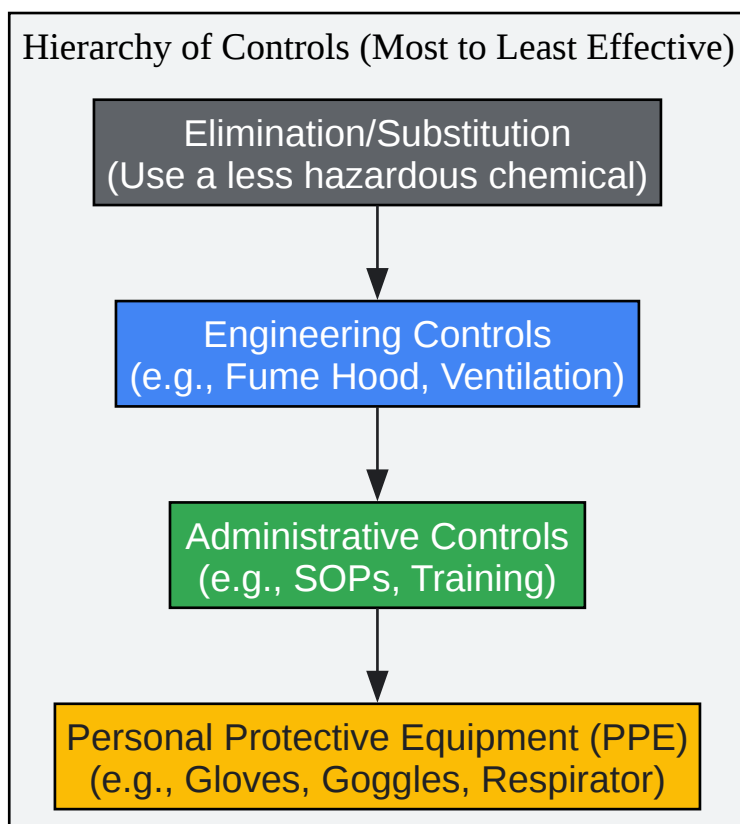 Hierarchy of Controls (Most to Least Effective)
Elimination/Substitution
(Use a less hazardous chemical)
Engineering Controls
(e.g., Fume Hood, Ventilation)
Administrative Controls
(e.g., SOPs, Training)
Personal Protective Equipment (PPE)
(e.g., Gloves, Goggles, Respirator)